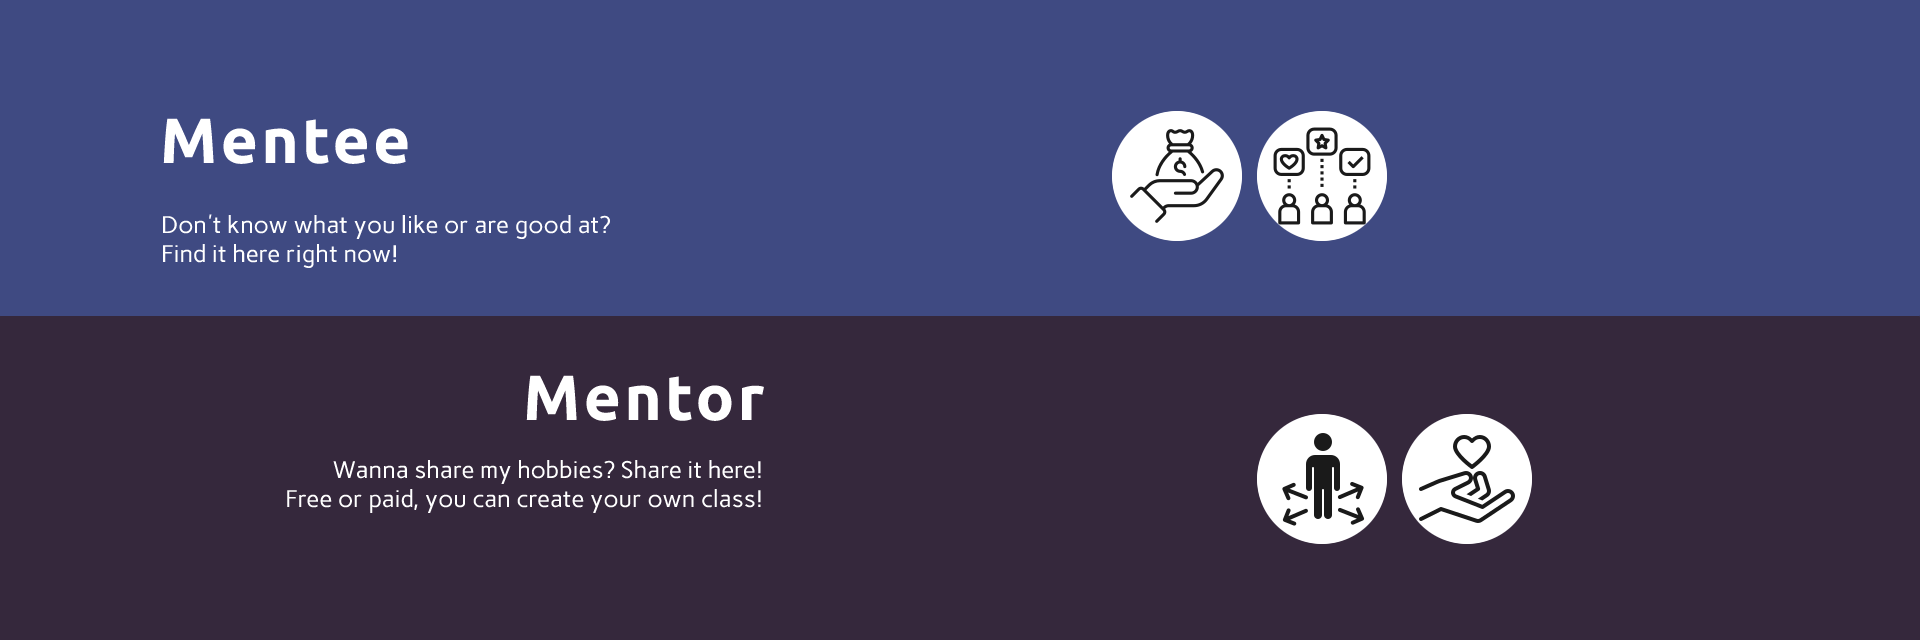 Mentee
Don't know what you like or are good at?
Find it here right now!
Mentor
Wanna share my hobbies? Share it here!
Free or paid, you can create your own class!